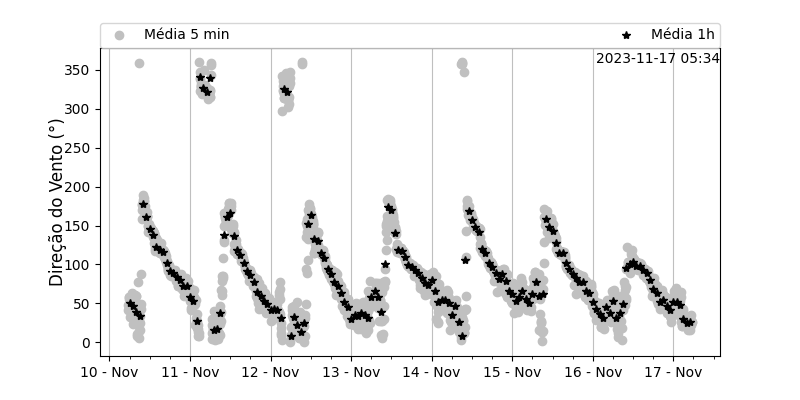 Média 5 min
Média 1h
2023-11-17 05:34
Direção do Vento (°)
350
300
250
200
150
100
50
0
10 - Nov
11 - Nov
12 - Nov
13 - Nov
14 - Nov
15 - Nov
16 - Nov
17 - Nov